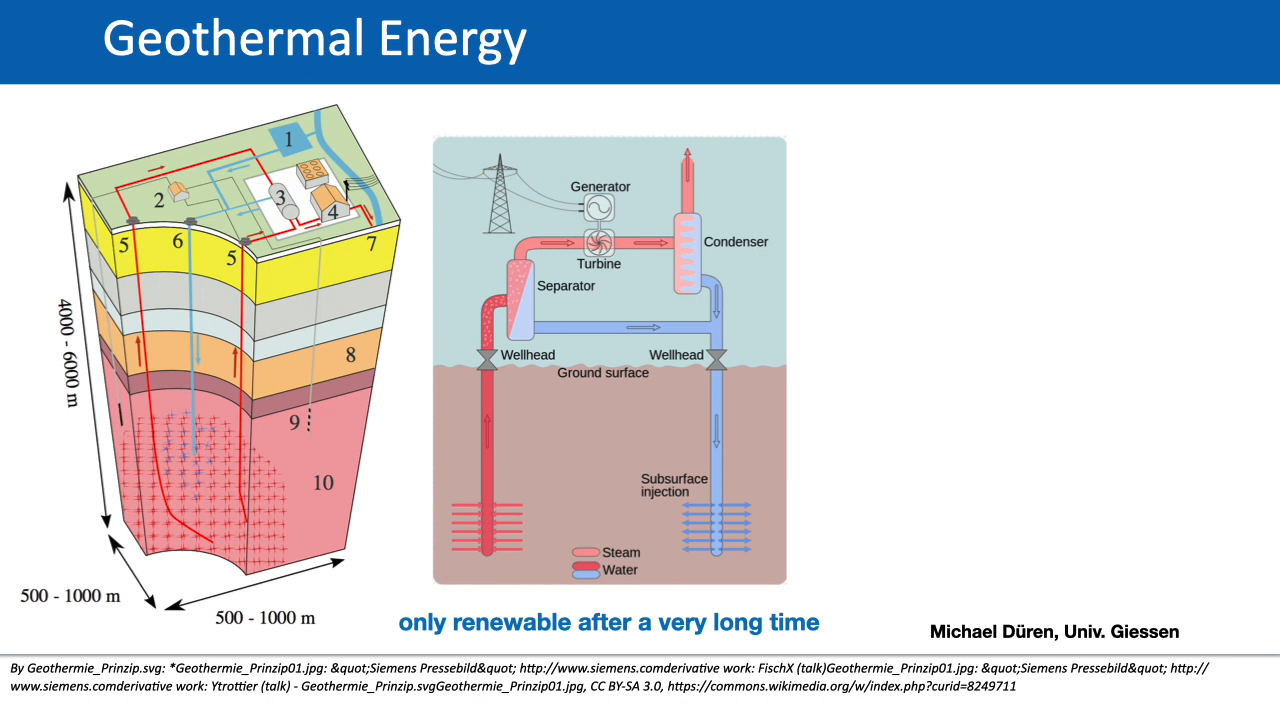 Geothermal Energy
1
2
3
4
5
6
5
7
8
9
10
4000 - 6000 m
500 - 1000 m
500 - 1000 m
Generator
Turbine
Condenser
Separator
Wellhead
Wellhead
Ground surface
Subsurface
injection
Steam
Water
only renewable after a very long time
Michael Düren, Univ. Giessen
By Geothermie_Prinzip.svg: *Geothermie_Prinzip01.jpg: &quot;Siemens Pressebild&quot; http://www.siemens.comderivative work: FischX (talk)Geothermie_Prinzip01.jpg: &quot;Siemens Pressebild&quot; http://
www.siemens.comderivative work: Ytrottier (talk) - Geothermie_Prinzip.svgGeothermie_Prinzip01.jpg, CC BY-SA 3.0, https://commons.wikimedia.org/w/index.php?curid=8249711